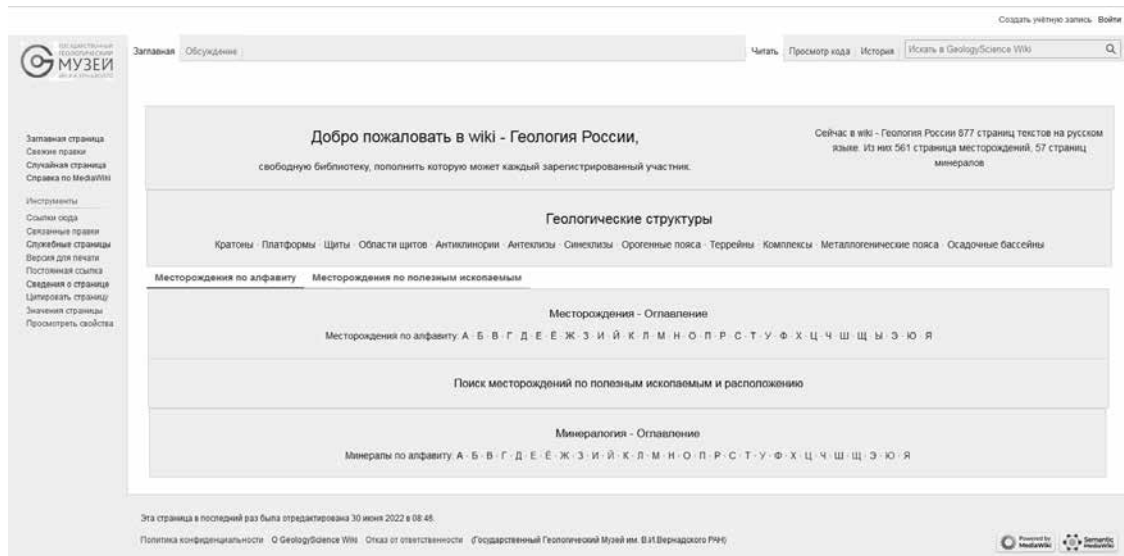 Создать учётную запись Войти
ГОСУДАРСТВЕННЫЙ
ГЕОЛОГИЧЕСКИЙ
МУЗЕЙ
Заглавная Обсуждение
Читать Просмотр кода История Искать в GeologyScience Wiki
Заглавная страница
Свежие правки
Случайная страница
Справка по MediaWiki
Инструменты
Ссылки сюда
Связанные правки
Служебные страницы
Версия для печати
Постоянная ссылка
Сведения о странице
Цитировать страницу
Значения страницы
Просмотреть свойства
Добро пожаловать в wiki - Геология России,
свободную библиотеку, пополнить которую может каждый зарегистрированный участник.
Сейчас в wiki - Геология России 877 страниц текстов на русском
языке. Из них 561 страница месторождений, 57 страниц
минералов
Геологические структуры
Кратоны · Платформы · Щиты · Области щитов · Антиклинории · Антеклизы · Синеклизы · Орогенные пояса · Террейны · Комплексы · Металлогенические пояса · Осадочные бассейны
Месторождения по алфавиту Месторождения по полезным ископаемым
Месторождения - Оглавление
Месторождения по алфавиту: А · Б · В · Г · Д · Е · Ё · Ж · З · И · Й · К · Л · М · Н · О · П · Р · С · Т · У · Ф · Х · Ц · Ч · Ш · Щ · Ы · Э · Ю · Я
Поиск месторождений по полезным ископаемым и расположению
Минералогия - Оглавление
Минералы по алфавиту: А · Б · В · Г · Д · Е · Ё · Ж · З · И · Й · К · Л · М · Н · О · П · Р · С · Т · У · Ф · Х · Ц · Ч · Ш · Щ · Э · Ю · Я
Эта страница в последний раз была отредактирована 30 июня 2022 в 08:48.
Политика конфиденциальности О GeologyScience Wiki Отказ от ответственности (Государственный Геологический Музей им. В.И.Вернадского РАН)
Powered by MediaWiki
Semantic MediaWiki